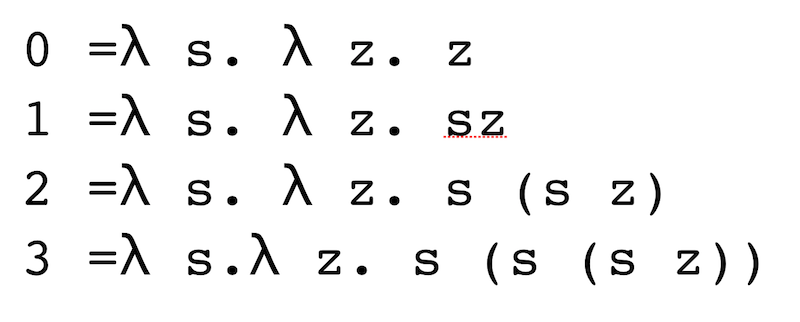 0 =λ s. λ z. z
1 =λ s. λ z. sz
2 =λ s. λ z. s (s z)
3 =λ s.λ z. s (s (s z))